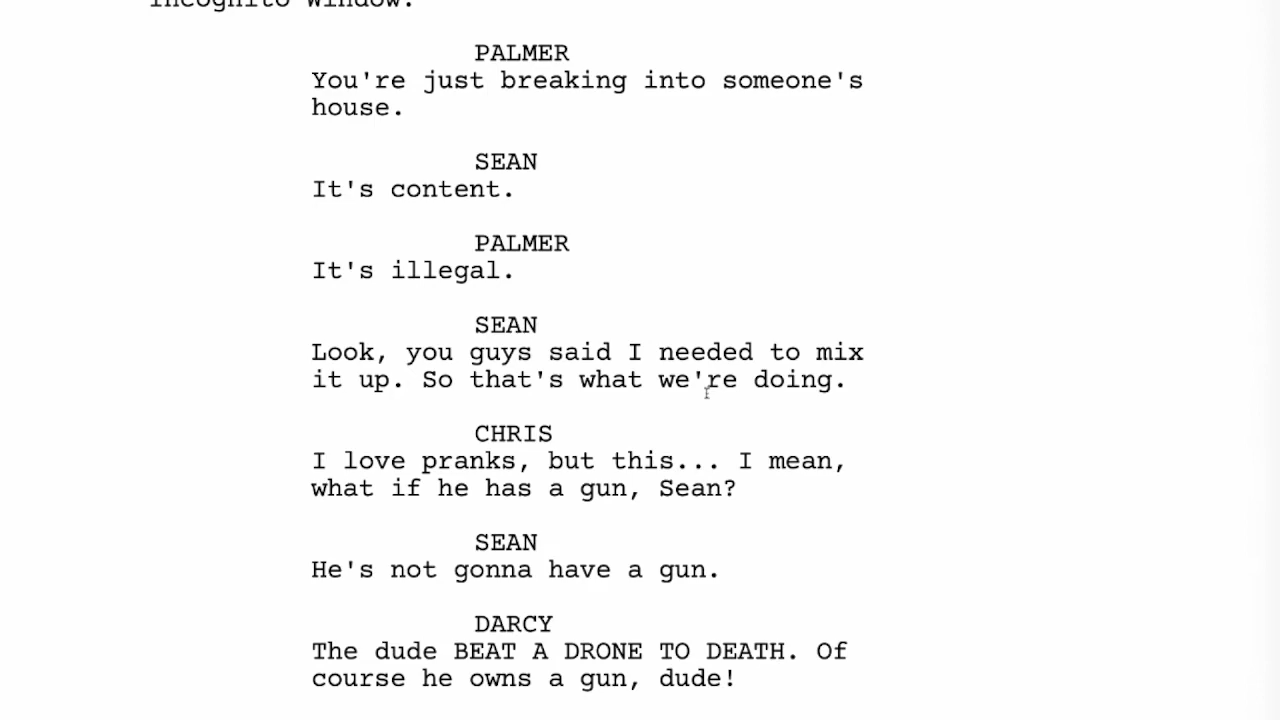 Incognito Window.
PALMER
You're just breaking into someone's
house.
SEAN
It's content.
PALMER
It's illegal.
SEAN
Look, you guys said I needed to mix
it up. So that's what we're doing.
CHRIS
I love pranks, but this... I mean,
what if he has a gun, Sean?
SEAN
He's not gonna have a gun.
DARCY
The dude BEAT A DRONE TO DEATH. Of
course he owns a gun, dude!